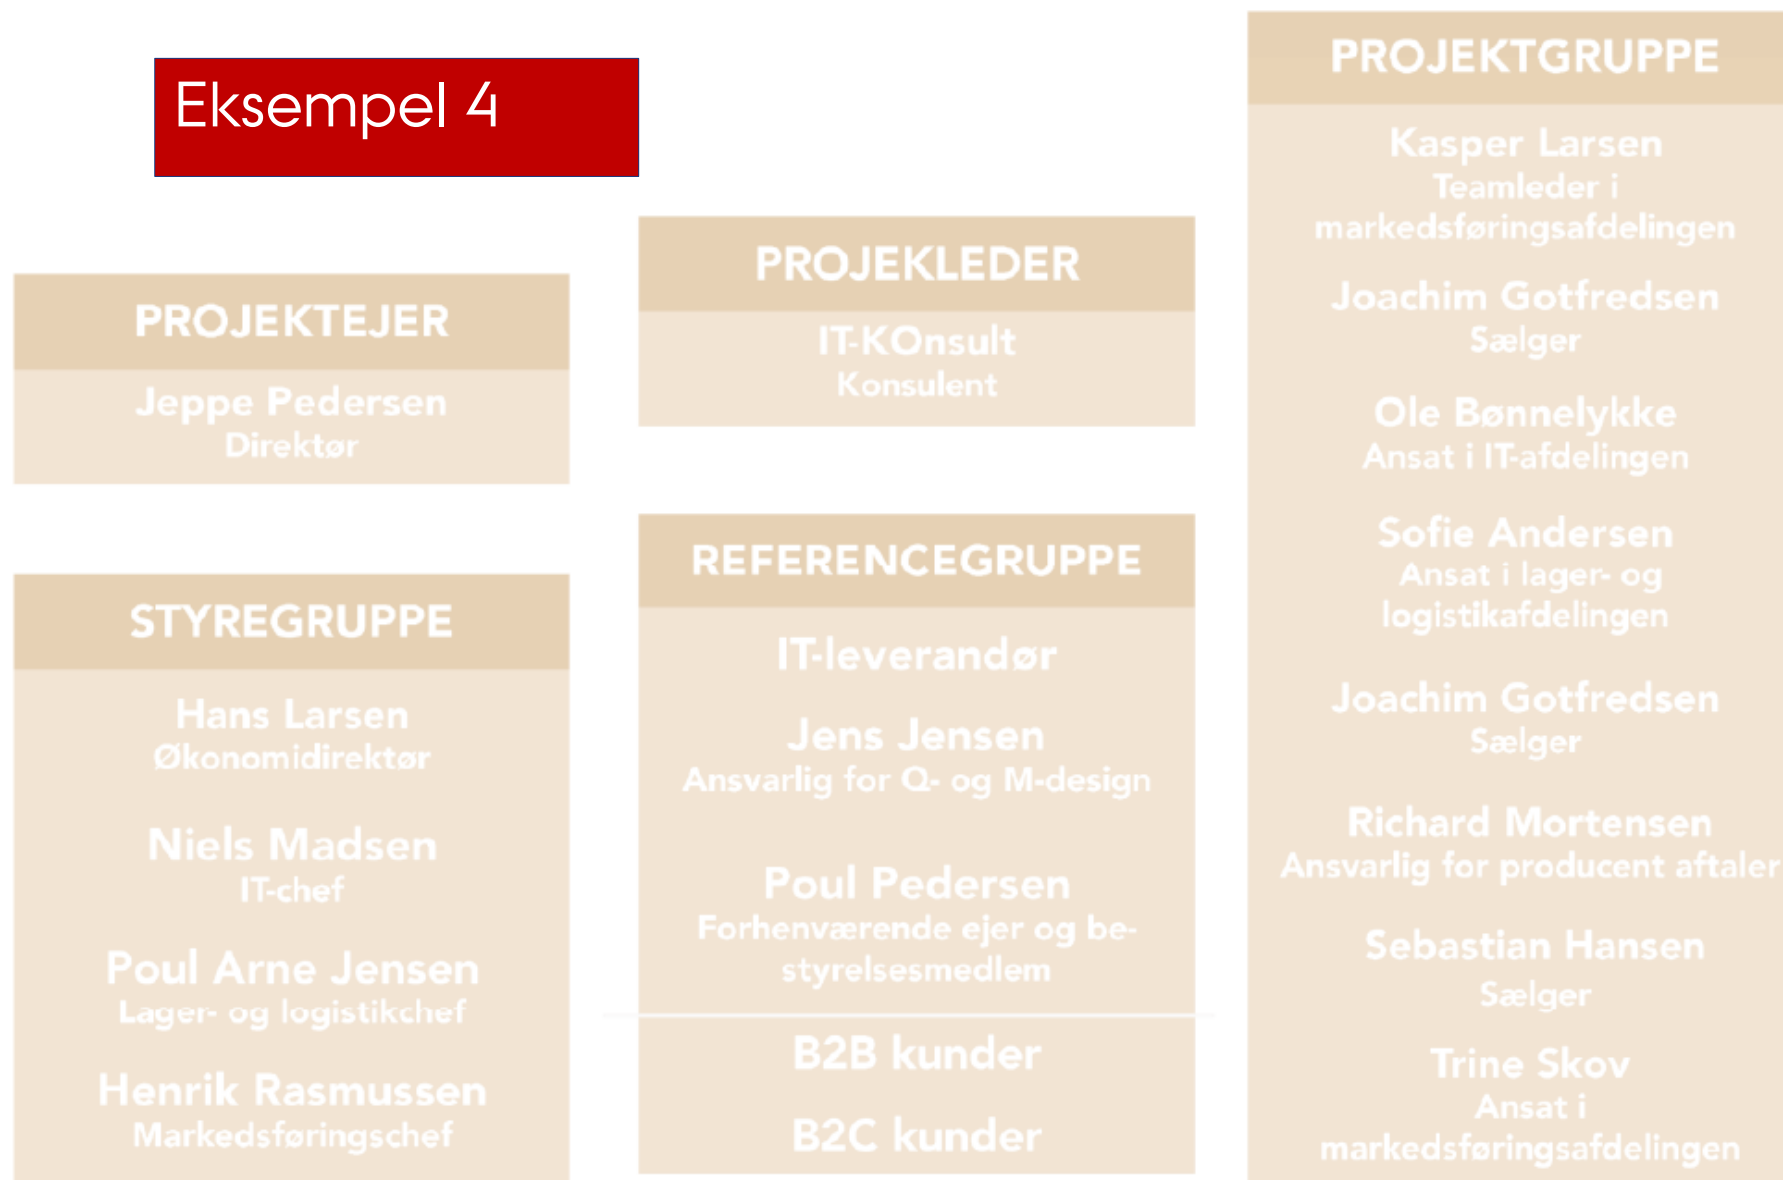 Eksempel 4
PROJEKTEJER
Jeppe Pedersen
Direktør
STYREGRUPPE
Hans Larsen
Økonomidirektør
Niels Madsen
IT-chef
Poul Arne Jensen
Lager- og logistikchef
Henrik Rasmussen
Markedsføringschef
PROJEKLEDER
IT-KOnsult
Konsulent
REFERENCEGRUPPE
IT-leverandør
Jens Jensen
Ansvarlig for Q- og M-design
Poul Pedersen
Forhenværende ejer og be-
styrelsesmedlem
B2B kunder
B2C kunder
PROJEKTGRUPPE
Kasper Larsen
Teamleder i
markedsføringsafdelingen
Joachim Gotfredsen
Sælger
Ole Bønnelykke
Ansat i IT-afdelingen
Sofie Andersen
Ansat i lager- og
logistikafdelingen
Joachim Gotfredsen
Sælger
Richard Mortensen
Ansvarlig for producent aftaler
Sebastian Hansen
Sælger
Trine Skov
Ansat i
markedsføringsafdelingen